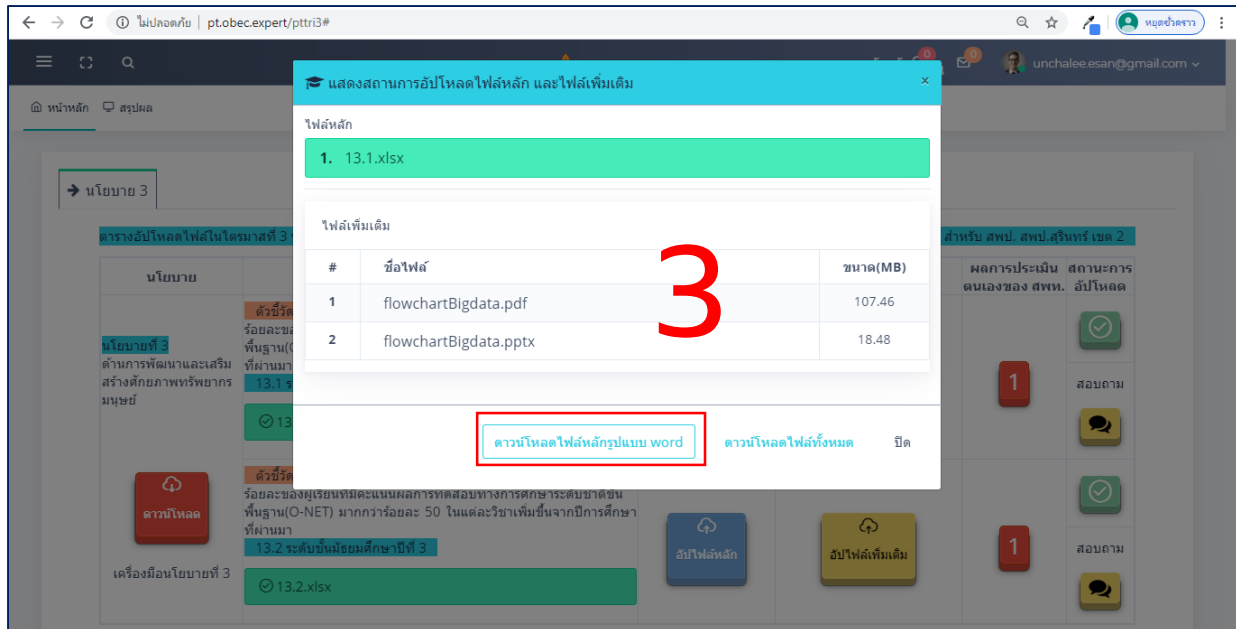 ไม่ปลอดภัย | pt.obec.expert/pttri3#
หยุดชั่วคราว
0
0
unchalee.esan@gmail.com
แสดงสถานการอัปโหลดไฟล์หลัก และไฟล์เพิ่มเติม
×
หน้าหลัก
สรุปผล
ไฟล์หลัก
1. 13.1.xlsx
นโยบาย 3
ไฟล์เพิ่มเติม
ตารางอัปโหลดไฟล์ในไตรมาสที่ 3
สำหรับ สพป. สพป.สุรินทร์ เขต 2
# ชื่อไฟล์ ขนาด(MB)
1 flowchartBigdata.pdf 107.46
2 flowchartBigdata.pptx 18.48
3
นโยบาย
ผลการประเมินตนเองของ สพท.
สถานะการอัปโหลด
นโยบายที่ 3
ด้านการพัฒนาและเสริม
สร้างศักยภาพทรัพยากร
มนุษย์
ตัวชี้วัด
ร้อยละของ
พื้นฐาน(
ที่ผ่านมา
13.1
13
1
สอบถาม
ดาวน์โหลดไฟล์หลักรูปแบบ word
ดาวน์โหลดไฟล์ทั้งหมด
ปิด
ดาวน์โหลด
เครื่องมือนโยบายที่ 3
ตัวชี้วัด
ร้อยละของผู้เรียนที่มีคะแนนผลการทดสอบทางการศึกษาระดับชาติขั้น
พื้นฐาน(O-NET) มากกว่าร้อยละ 50 ในแต่ละวิชาเพิ่มขึ้นจากปีการศึกษา
ที่ผ่านมา
13.2 ระดับชั้นมัธยมศึกษาปีที่ 3
13.2.xlsx
อัปไฟล์หลัก
อัปไฟล์เพิ่มเติม
1
สอบถาม